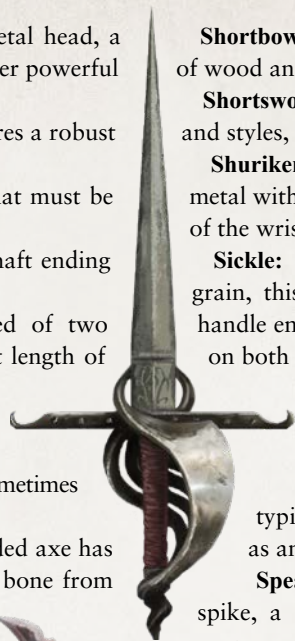 etal head, a
er powerful
res a robust
hat must be
haft ending
ed of two
t length of
metimes
led axe has
bone from
Shortbow
of wood an
Shortswo
and styles,
Shuriken
metal with
of the wris
Sickle:
grain, this
handle en
on both
typi
as an
Spe
spike, a